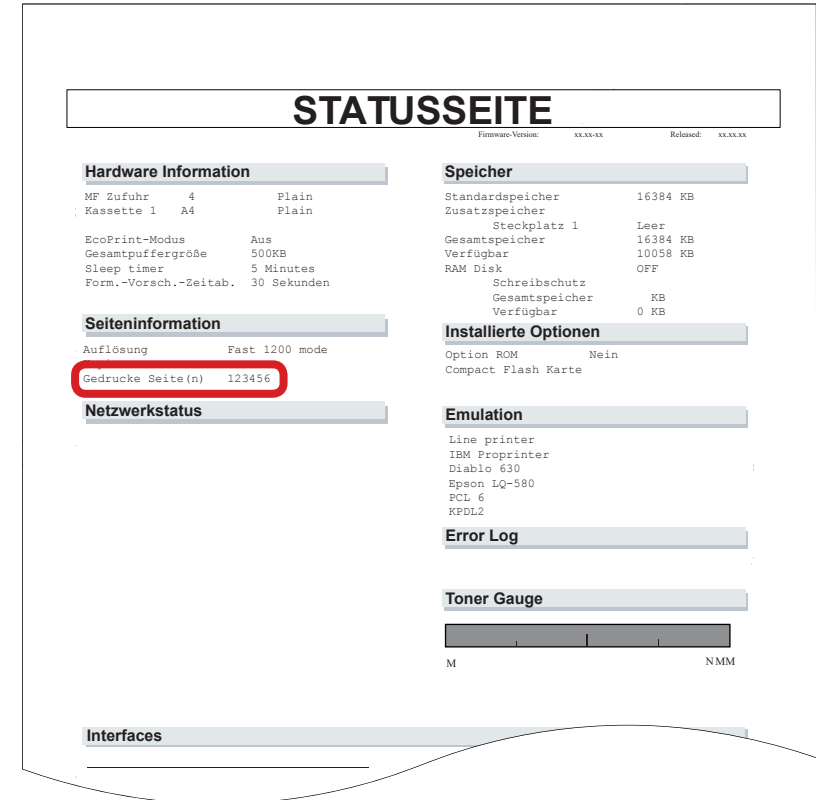 STATUSSEITE
Firmware-Version: xx.xx-xx Released: xx.xx.xx
Hardware Information
MF Zufuhr 4 Plain
Kassette 1 A4 Plain
EcoPrint-Modus Aus
Gesamtpuffergröße 500KB
Sleep timer 5 Minutes
Form.-Vorsch.-Zeitab. 30 Sekunden
Seiteninformation
Auflösung Fast 1200 mode
Gedrucke Seite(n) 123456
Netzwerkstatus
Speicher
Standardspeicher 16384 KB
Zusatzspeicher
Steckplatz 1 Leer
Gesamtspeicher 16384 KB
Verfügbar 10058 KB
RAM Disk OFF
Schreibschutz
Gesamtspeicher KB
Verfügbar 0 KB
Installierte Optionen
Option ROM Nein
Compact Flash Karte
Emulation
Line printer
IBM Proprinter
Diablo 630
Epson LQ-580
PCL 6
KPDL2
Error Log
Toner Gauge
M NMM
Interfaces